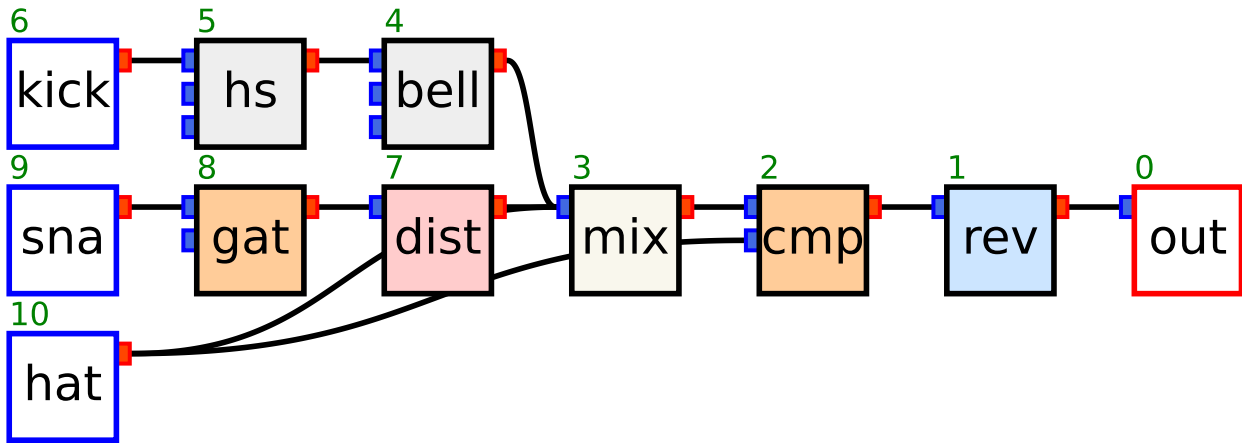 6 5 4
kick hs bell
9 8 7 3 2 1 0
sna gat dist mix cmp rev out
10
hat